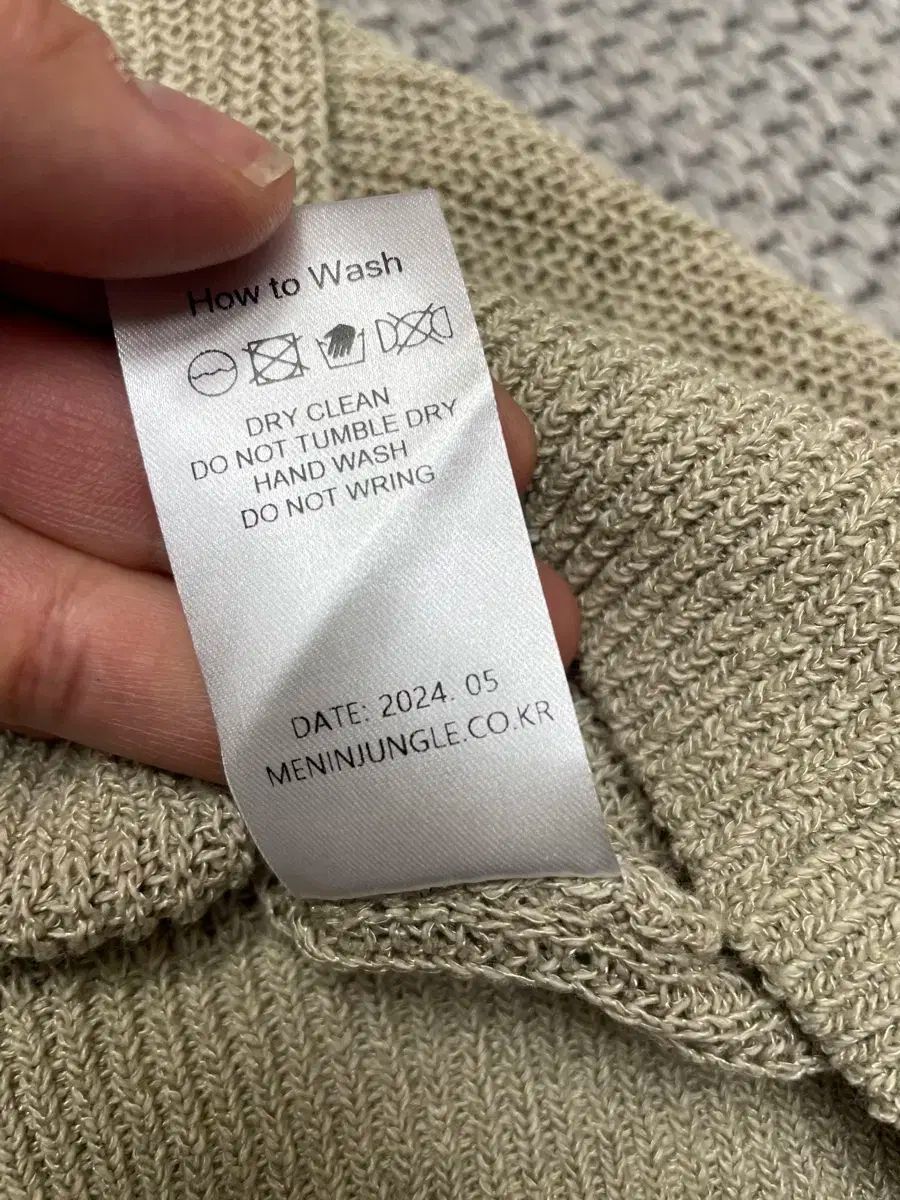 How to Wash
DRY CLEAN
DO NOT TUMBLE DRY
HAND WASH
DO NOT WRING
DATE: 2024. 05
MENINJUNGLE.CO.KR